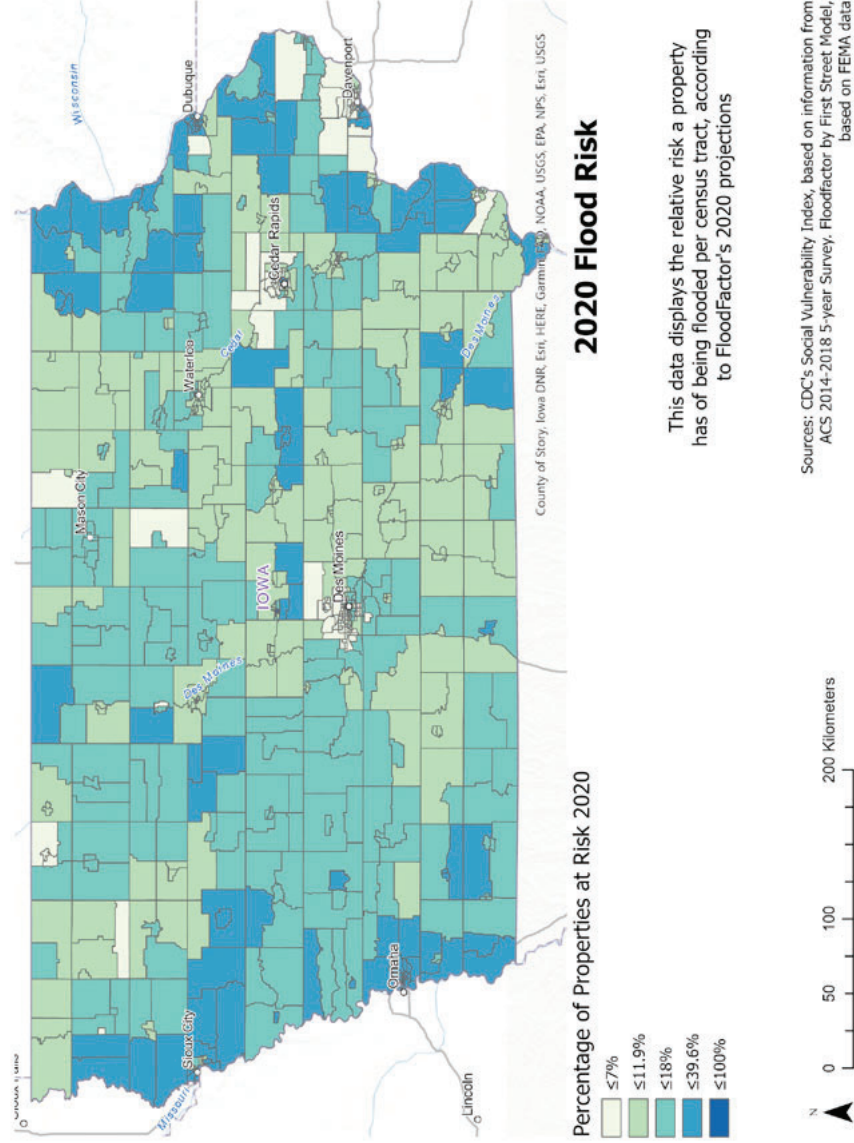 Wisconsin
Dubuque
Davenport
Cedar Rapids
Cedar
Waterloo
Mason City
IOWA
Des Moines
Des Moines
Des Moines
Sioux City
Missouri
Omaha
Lincoln
County of Story, Iowa DNR, Esri, HERE, Garmin, FAO, NOAA, USGS, EPA, NPS, Esri, USGS
Percentage of Properties at Risk 2020
≤7%
≤11.9%
≤18%
≤39.6%
≤100%
2020 Flood Risk
This data displays the relative risk a property
has of being flooded per census tract, according
to FloodFactor's 2020 projections
N
0 50 100 200 Kilometers
Sources: CDC's Social Vulnerability Index, based on information from
ACS 2014-2018 5-year Survey. Floodfactor by First Street Model,
based on FEMA data